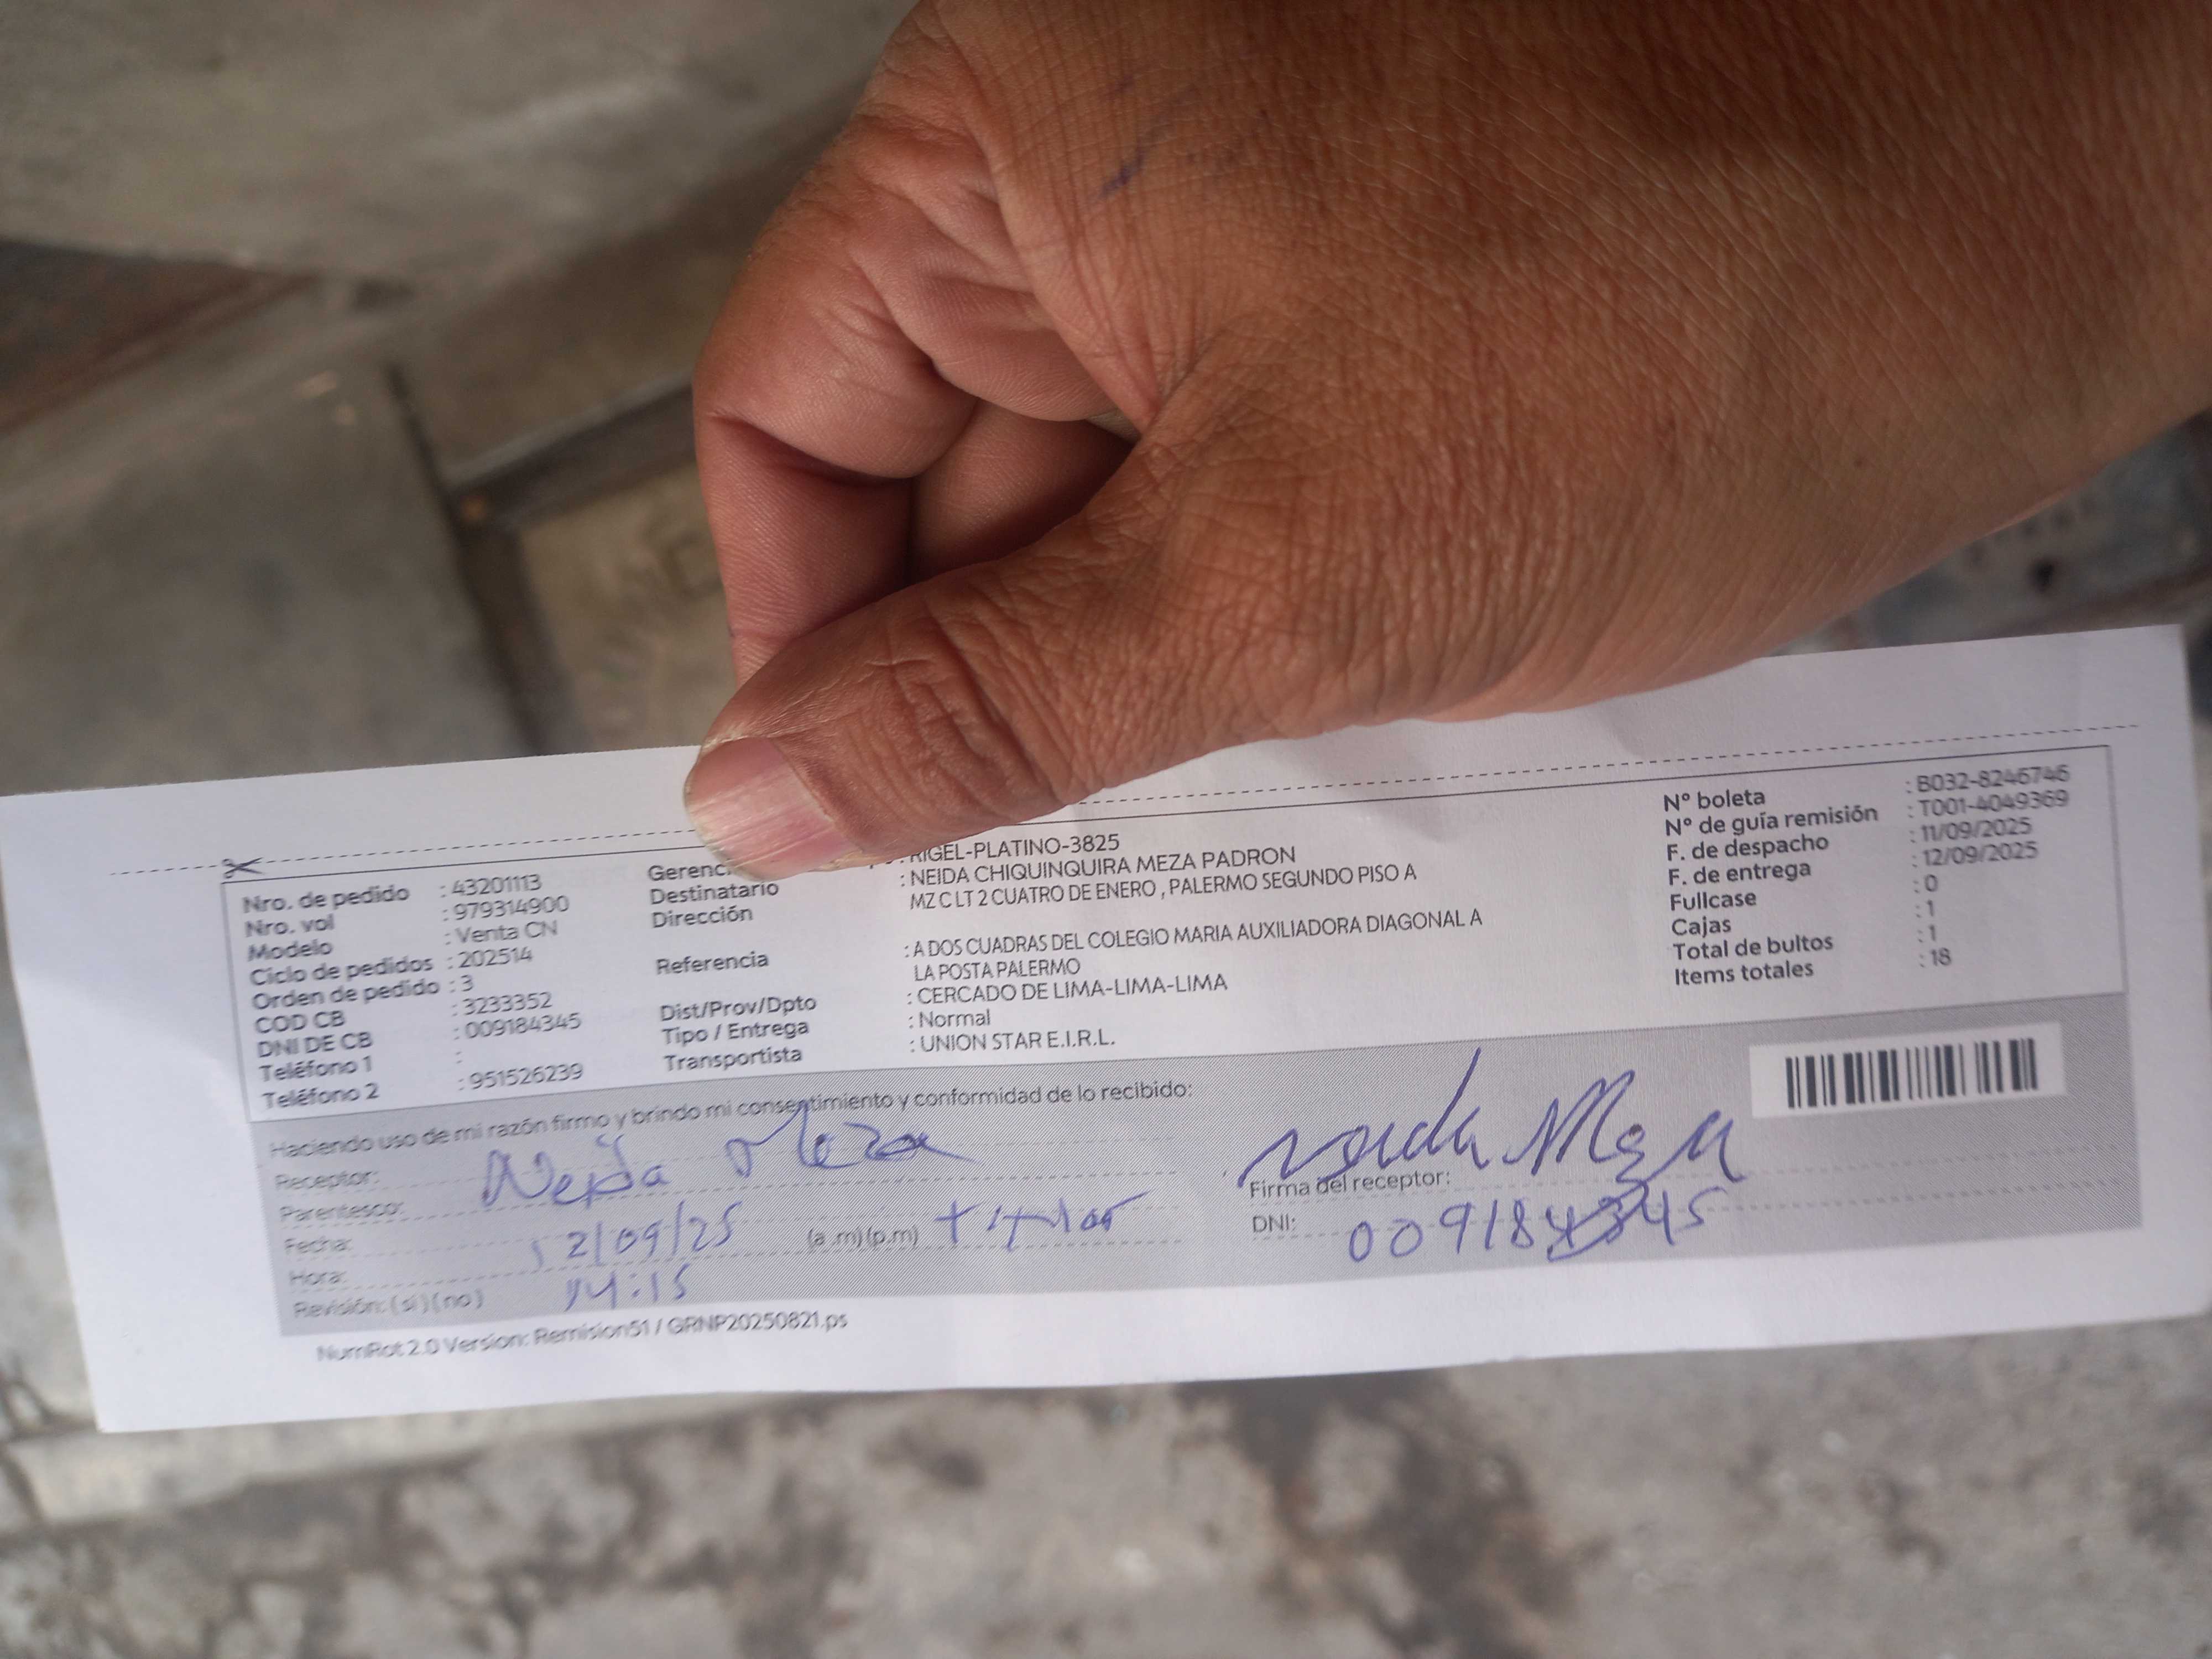 Nro. de pedido : 43201113
Nro. vol : 979314900
Modelo : Venta CN
Ciclo de pedidos : 202514
Orden de pedido : 3
COD CB : 3233352
DNI DE CB : 009184345
Teléfono 1 :
Teléfono 2 : 951526239
Gerenc : RIGEL-PLATINO-3825
Destinatario : NEIDA CHIQUINQUIRA MEZA PADRON
Dirección MZ C LT 2 CUATRO DE ENERO , PALERMO SEGUNDO PISO A
Referencia : A DOS CUADRAS DEL COLEGIO MARIA AUXILIADORA DIAGONAL A
LA POSTA PALERMO
Dist/Prov/Dpto : CERCADO DE LIMA-LIMA-LIMA
Tipo / Entrega : Normal
Transportista : UNION STAR E.I.R.L.
Nº boleta : B032-8246746
Nº de guía remisión : T001-4049369
F. de despacho : 11/09/2025
F. de entrega : 12/09/2025
Fullcase : 0
Cajas : 1
Total de bultos : 1
Items totales : 18
Haciendo uso de mi razón firmo y brindo mi consentimiento y conformidad de lo recibido:
Receptor: Neida Meza
Parentesco:
Fecha: 12/09/25 (a.m)(p.m) titular
Hora: 14:15
Revisión: (si) (no)
Neida Meza
Firma del receptor:
DNI: 009184345
NumRot 2.0 Version: Remision51 / GRNP20250821.ps